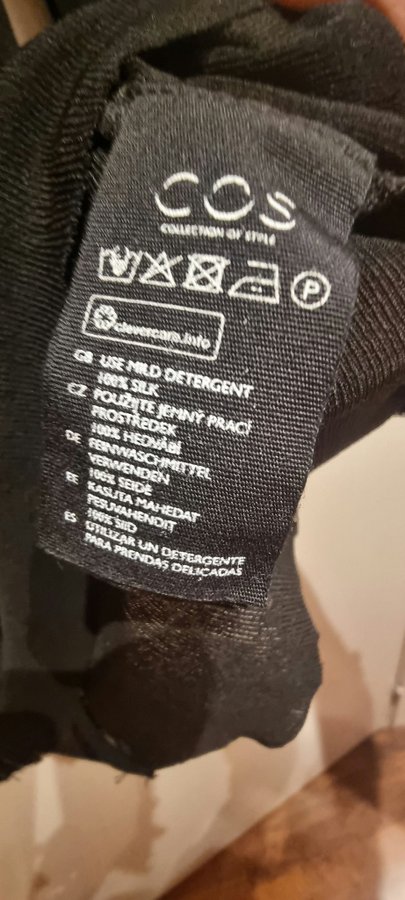 COS
COLLECTION OF STYLE
P
clevercare.info
GB USE MILD DETERGENT
100% SILK
CZ POUŽIJTE JEMNÝ PRACÍ
PROSTŘEDEK
100% HEDVÁBÍ
DE FEINWASCHMITTEL
VERWENDEN
100% SEIDE
EE KASUTA MAHEDAT
PESUVAHENDIT
100% SIID
ES UTILIZAR UN DETERGENTE
PARA PRENDAS DELICADAS